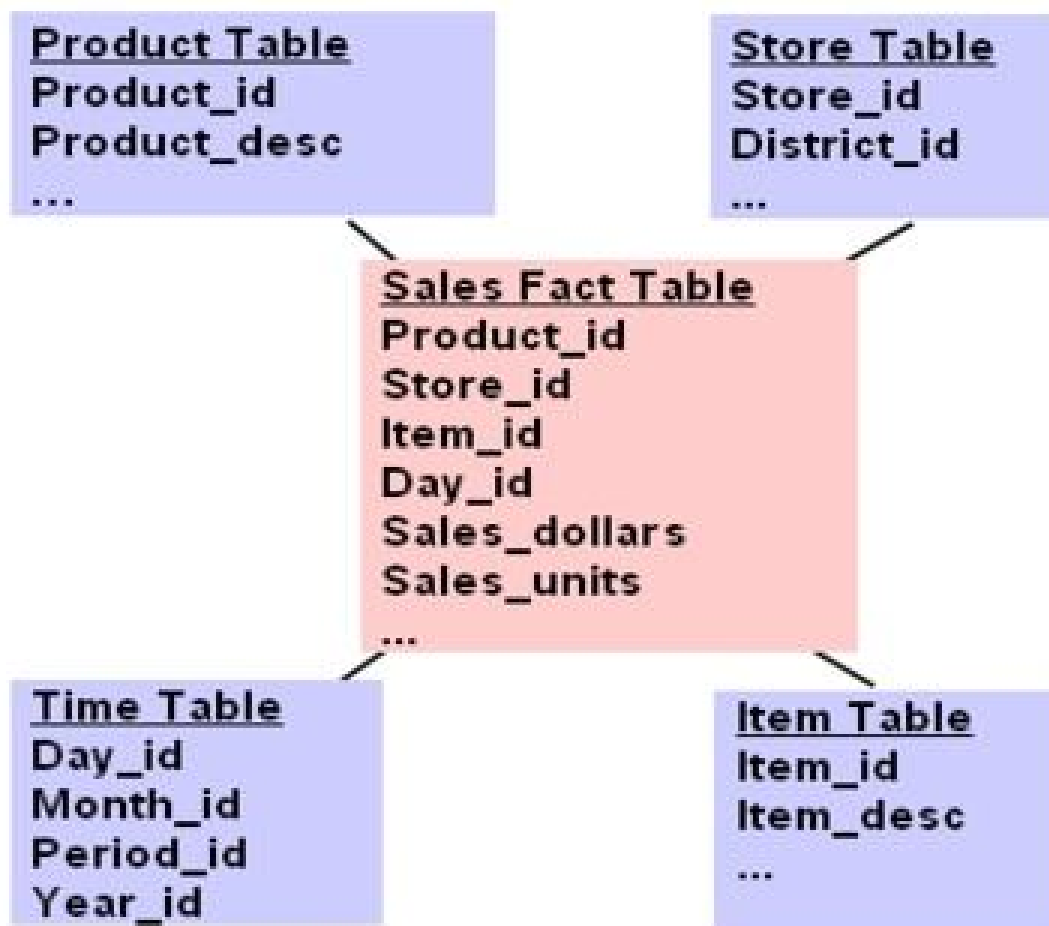 Product Table
Product_id
Product_desc
...
Store Table
Store_id
District_id
...
Sales Fact Table
Product_id
Store_id
Item_id
Day_id
Sales_dollars
Sales_units
...
Time Table
Day_id
Month_id
Period_id
Year_id
Item Table
Item_id
Item_desc
...